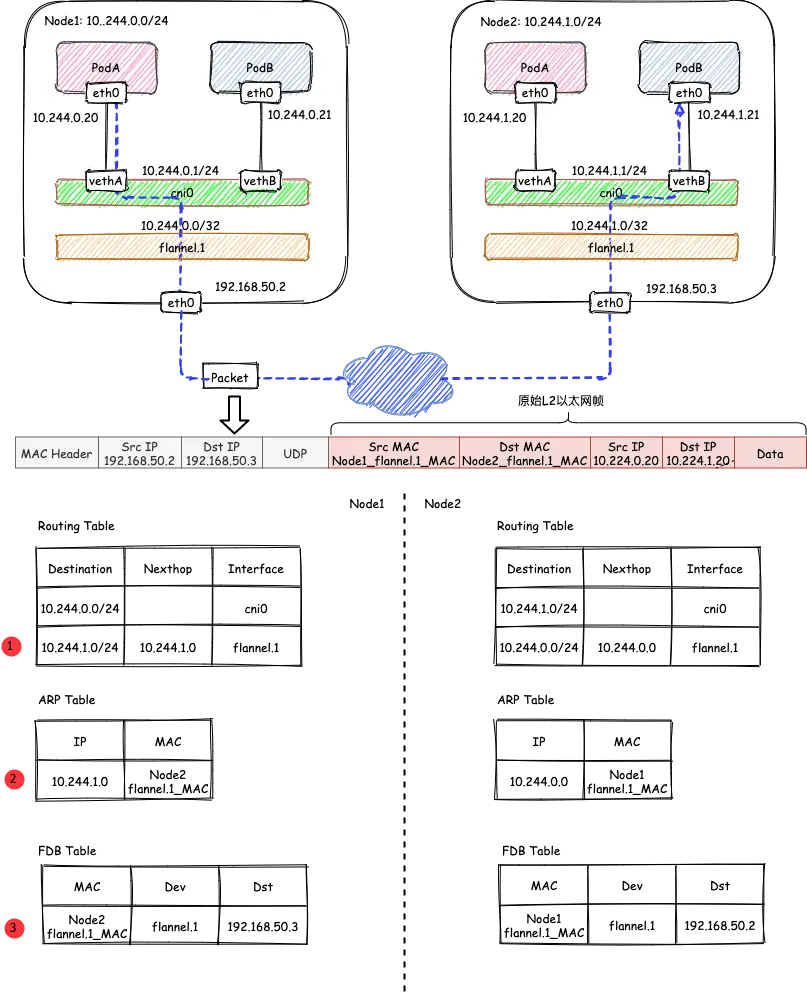 Node1: 10..244.0.0/24
PodA
PodB
eth0
eth0
10.244.0.20
10.244.0.21
10.244.0.1/24
vethA
vethB
cni0
10.244.0.0/32
flannel.1
192.168.50.2
eth0
Node2: 10.244.1.0/24
PodA
PodB
eth0
eth0
10.244.1.20
10.244.1.21
10.244.1.1/24
vethA
vethB
cni0
10.244.1.0/32
flannel.1
192.168.50.3
eth0
Packet
原始L2以太网帧
MAC Header
Src IP
192.168.50.2
Dst IP
192.168.50.3
UDP
Src MAC
Node1_flannel.1_MAC
Dst MAC
Node2_flannel.1_MAC
Src IP
10.224.0.20
Dst IP
10.224.1.20
Data
Node1
Node2
Routing Table
Destination
Nexthop
Interface
10.244.0.0/24
cni0
1
10.244.1.0/24
10.244.1.0
flannel.1
ARP Table
IP
MAC
2
10.244.1.0
Node2
flannel.1_MAC
FDB Table
MAC
Dev
Dst
3
Node2
flannel.1_MAC
flannel.1
192.168.50.3
Routing Table
Destination
Nexthop
Interface
10.244.1.0/24
cni0
10.244.0.0/24
10.244.0.0
flannel.1
ARP Table
IP
MAC
10.244.0.0
Node1
flannel.1_MAC
FDB Table
MAC
Dev
Dst
Node1
flannel.1_MAC
flannel.1
192.168.50.2